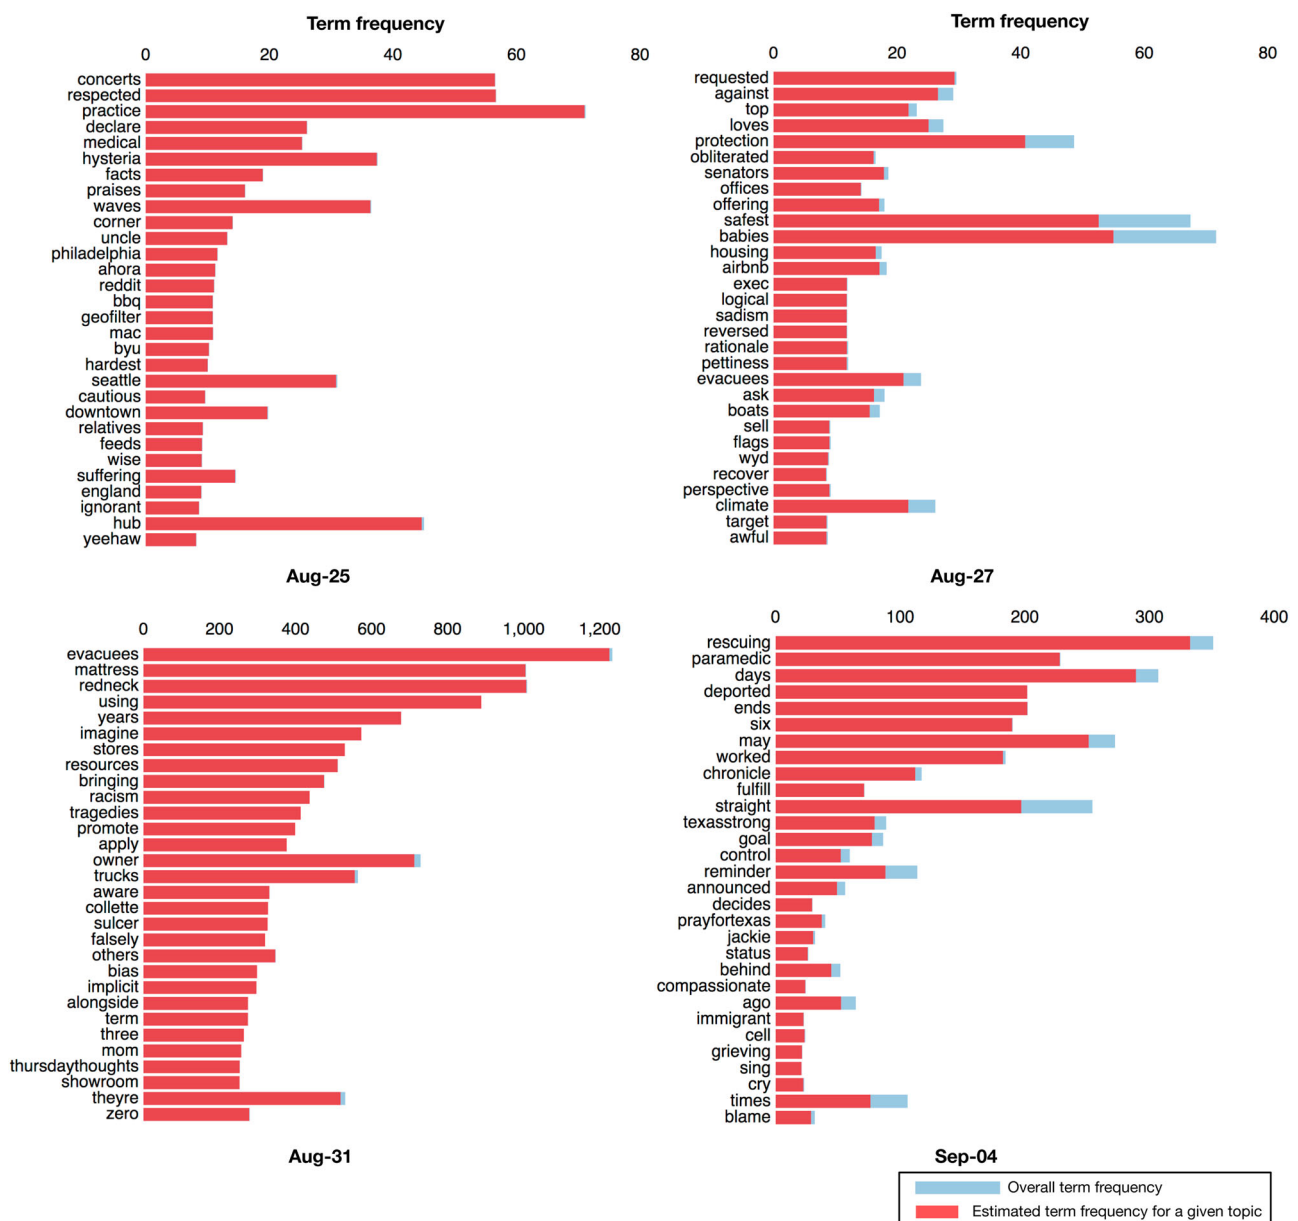 Term frequency
0 20 40 60 80
concerts
respected
practice
declare
medical
hysteria
facts
praises
waves
corner
uncle
philadelphia
ahora
reddit
bbq
geofilter
mac
byu
hardest
seattle
cautious
downtown
relatives
feeds
wise
suffering
england
ignorant
hub
yeehaw
Aug-25
Term frequency
0 20 40 60 80
requested
against
top
loves
protection
obliterated
senators
offices
offering
safest
babies
housing
airbnb
exec
logical
sadism
reversed
rationale
pettiness
evacuees
ask
boats
sell
flags
wyd
recover
perspective
climate
target
awful
Aug-27
0 200 400 600 800 1,000 1,200
evacuees
mattress
redneck
using
years
imagine
stores
resources
bringing
racism
tragedies
promote
apply
owner
trucks
aware
collette
sulcer
falsely
others
bias
implicit
alongside
term
three
mom
thursdaythoughts
showroom
theyre
zero
Aug-31
0 100 200 300 400
rescuing
paramedic
days
deported
ends
six
may
worked
chronicle
fulfill
straight
texasstrong
goal
control
reminder
announced
decides
prayfortexas
jackie
status
behind
compassionate
ago
immigrant
cell
grieving
sing
cry
times
blame
Sep-04
Overall term frequency
Estimated term frequency for a given topic